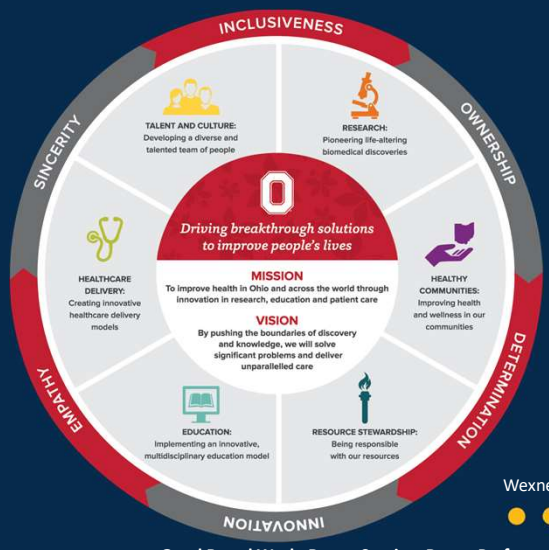 INCLUSIVENESS
OWNERSHIP
DETERMINATION
INNOVATION
EMPATHY
SINCERITY
TALENT AND CULTURE:
Developing a diverse and
talented team of people
RESEARCH:
Pioneering life-altering
biomedical discoveries
O
Driving breakthrough solutions
to improve people's lives
MISSION
To improve health in Ohio and across the world through
innovation in research, education and patient care
VISION
By pushing the boundaries of discovery
and knowledge, we will solve
significant problems and deliver
unparallelled care
HEALTHCARE
DELIVERY:
Creating innovative
healthcare delivery
models
HEALTHY
COMMUNITIES:
Improving health
and wellness in our
communities
EDUCATION:
Implementing an innovative,
multidisciplinary education model
RESOURCE STEWARDSHIP:
Being responsible
with our resources
Wexne